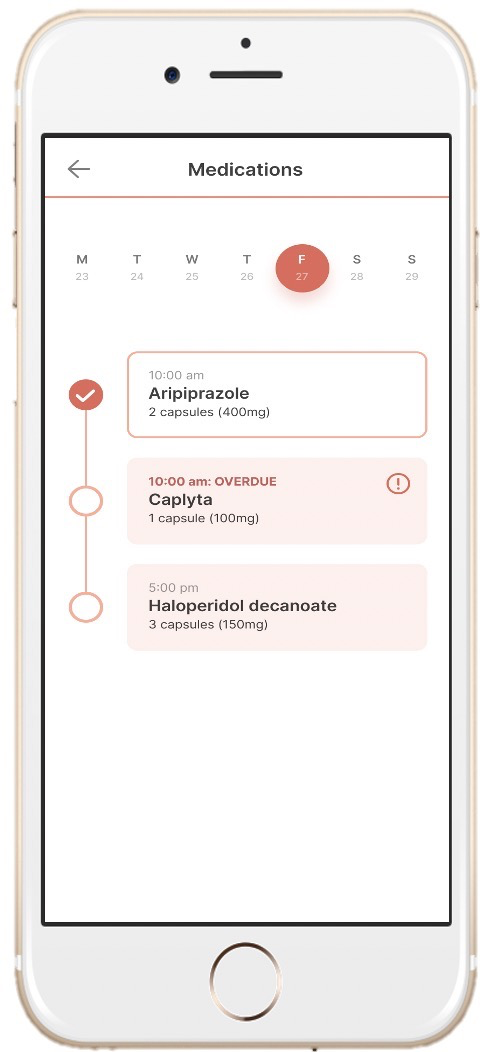 Medications
M T W T F S S
23 24 25 26 27 28 29
10:00 am
Aripiprazole
2 capsules (400mg)
10:00 am: OVERDUE
Caplyta
1 capsule (100mg)
5:00 pm
Haloperidol decanoate
3 capsules (150mg)